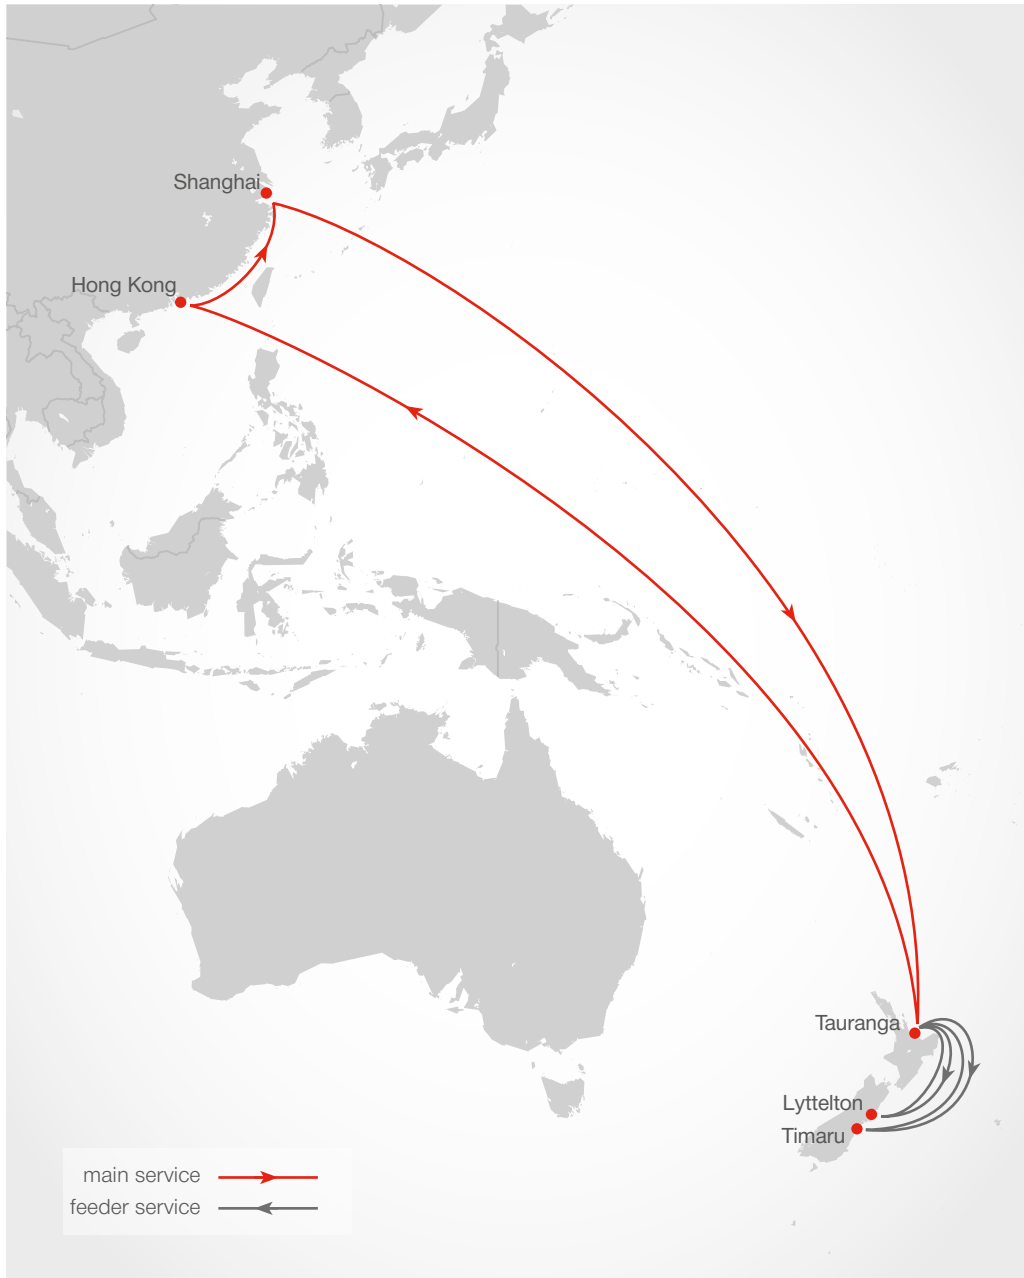 Shanghai
Hong Kong
Tauranga
Lyttelton
Timaru
main service
feeder service